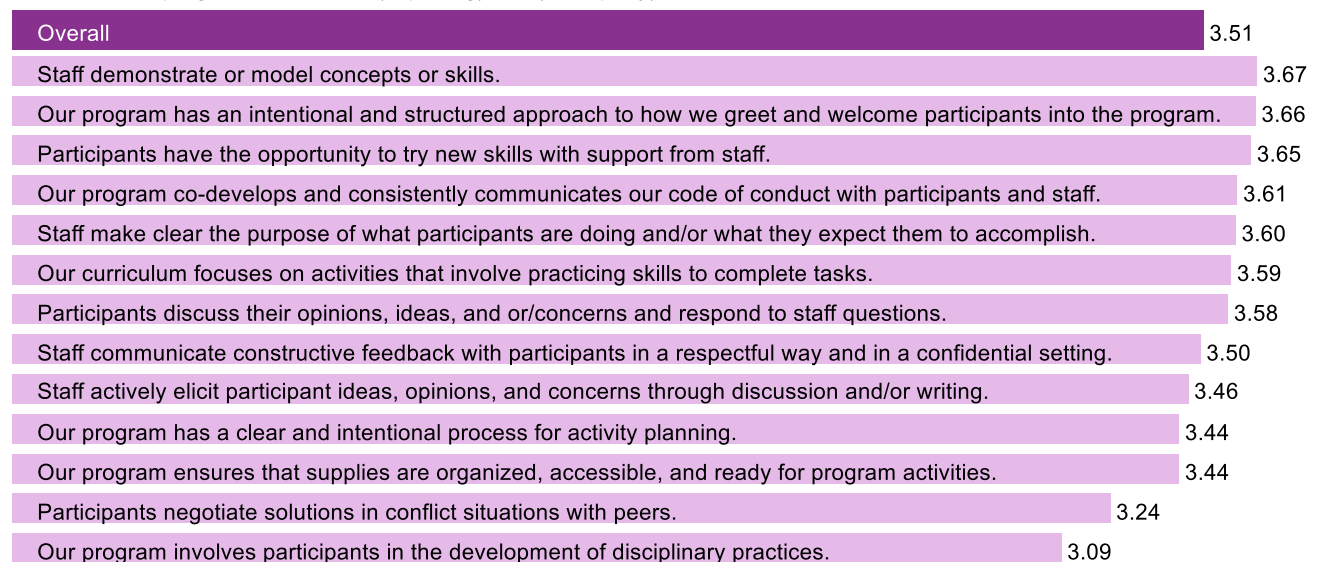 Overall 3.51
Staff demonstrate or model concepts or skills. 3.67
Our program has an intentional and structured approach to how we greet and welcome participants into the program. 3.66
Participants have the opportunity to try new skills with support from staff. 3.65
Our program co-develops and consistently communicates our code of conduct with participants and staff. 3.61
Staff make clear the purpose of what participants are doing and/or what they expect them to accomplish. 3.60
Our curriculum focuses on activities that involve practicing skills to complete tasks. 3.59
Participants discuss their opinions, ideas, and or/concerns and respond to staff questions. 3.58
Staff communicate constructive feedback with participants in a respectful way and in a confidential setting. 3.50
Staff actively elicit participant ideas, opinions, and concerns through discussion and/or writing. 3.46
Our program has a clear and intentional process for activity planning. 3.44
Our program ensures that supplies are organized, accessible, and ready for program activities. 3.44
Participants negotiate solutions in conflict situations with peers. 3.24
Our program involves participants in the development of disciplinary practices. 3.09